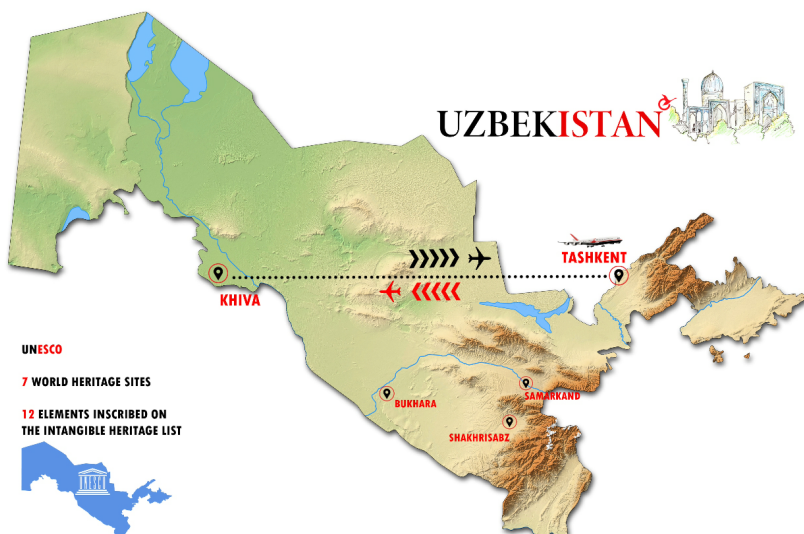 UZBEKISTAN
TASHKENT
KHIVA
UNESCO
7 WORLD HERITAGE SITES
12 ELEMENTS INSCRIBED ON
THE INTANGIBLE HERITAGE LIST
BUKHARA
SAMARKAND
SHAKHRISABZ
UNESCO